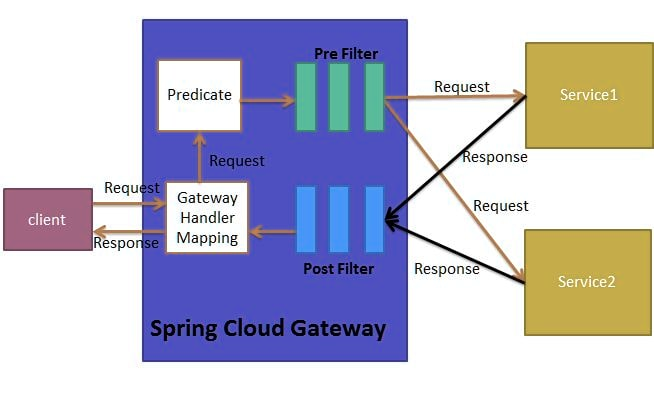 Pre Filter
Predicate
Request
Service1
Request
Response
Request
client
Gateway
Handler
Mapping
Request
Response
Post Filter
Response
Service2
Spring Cloud Gateway